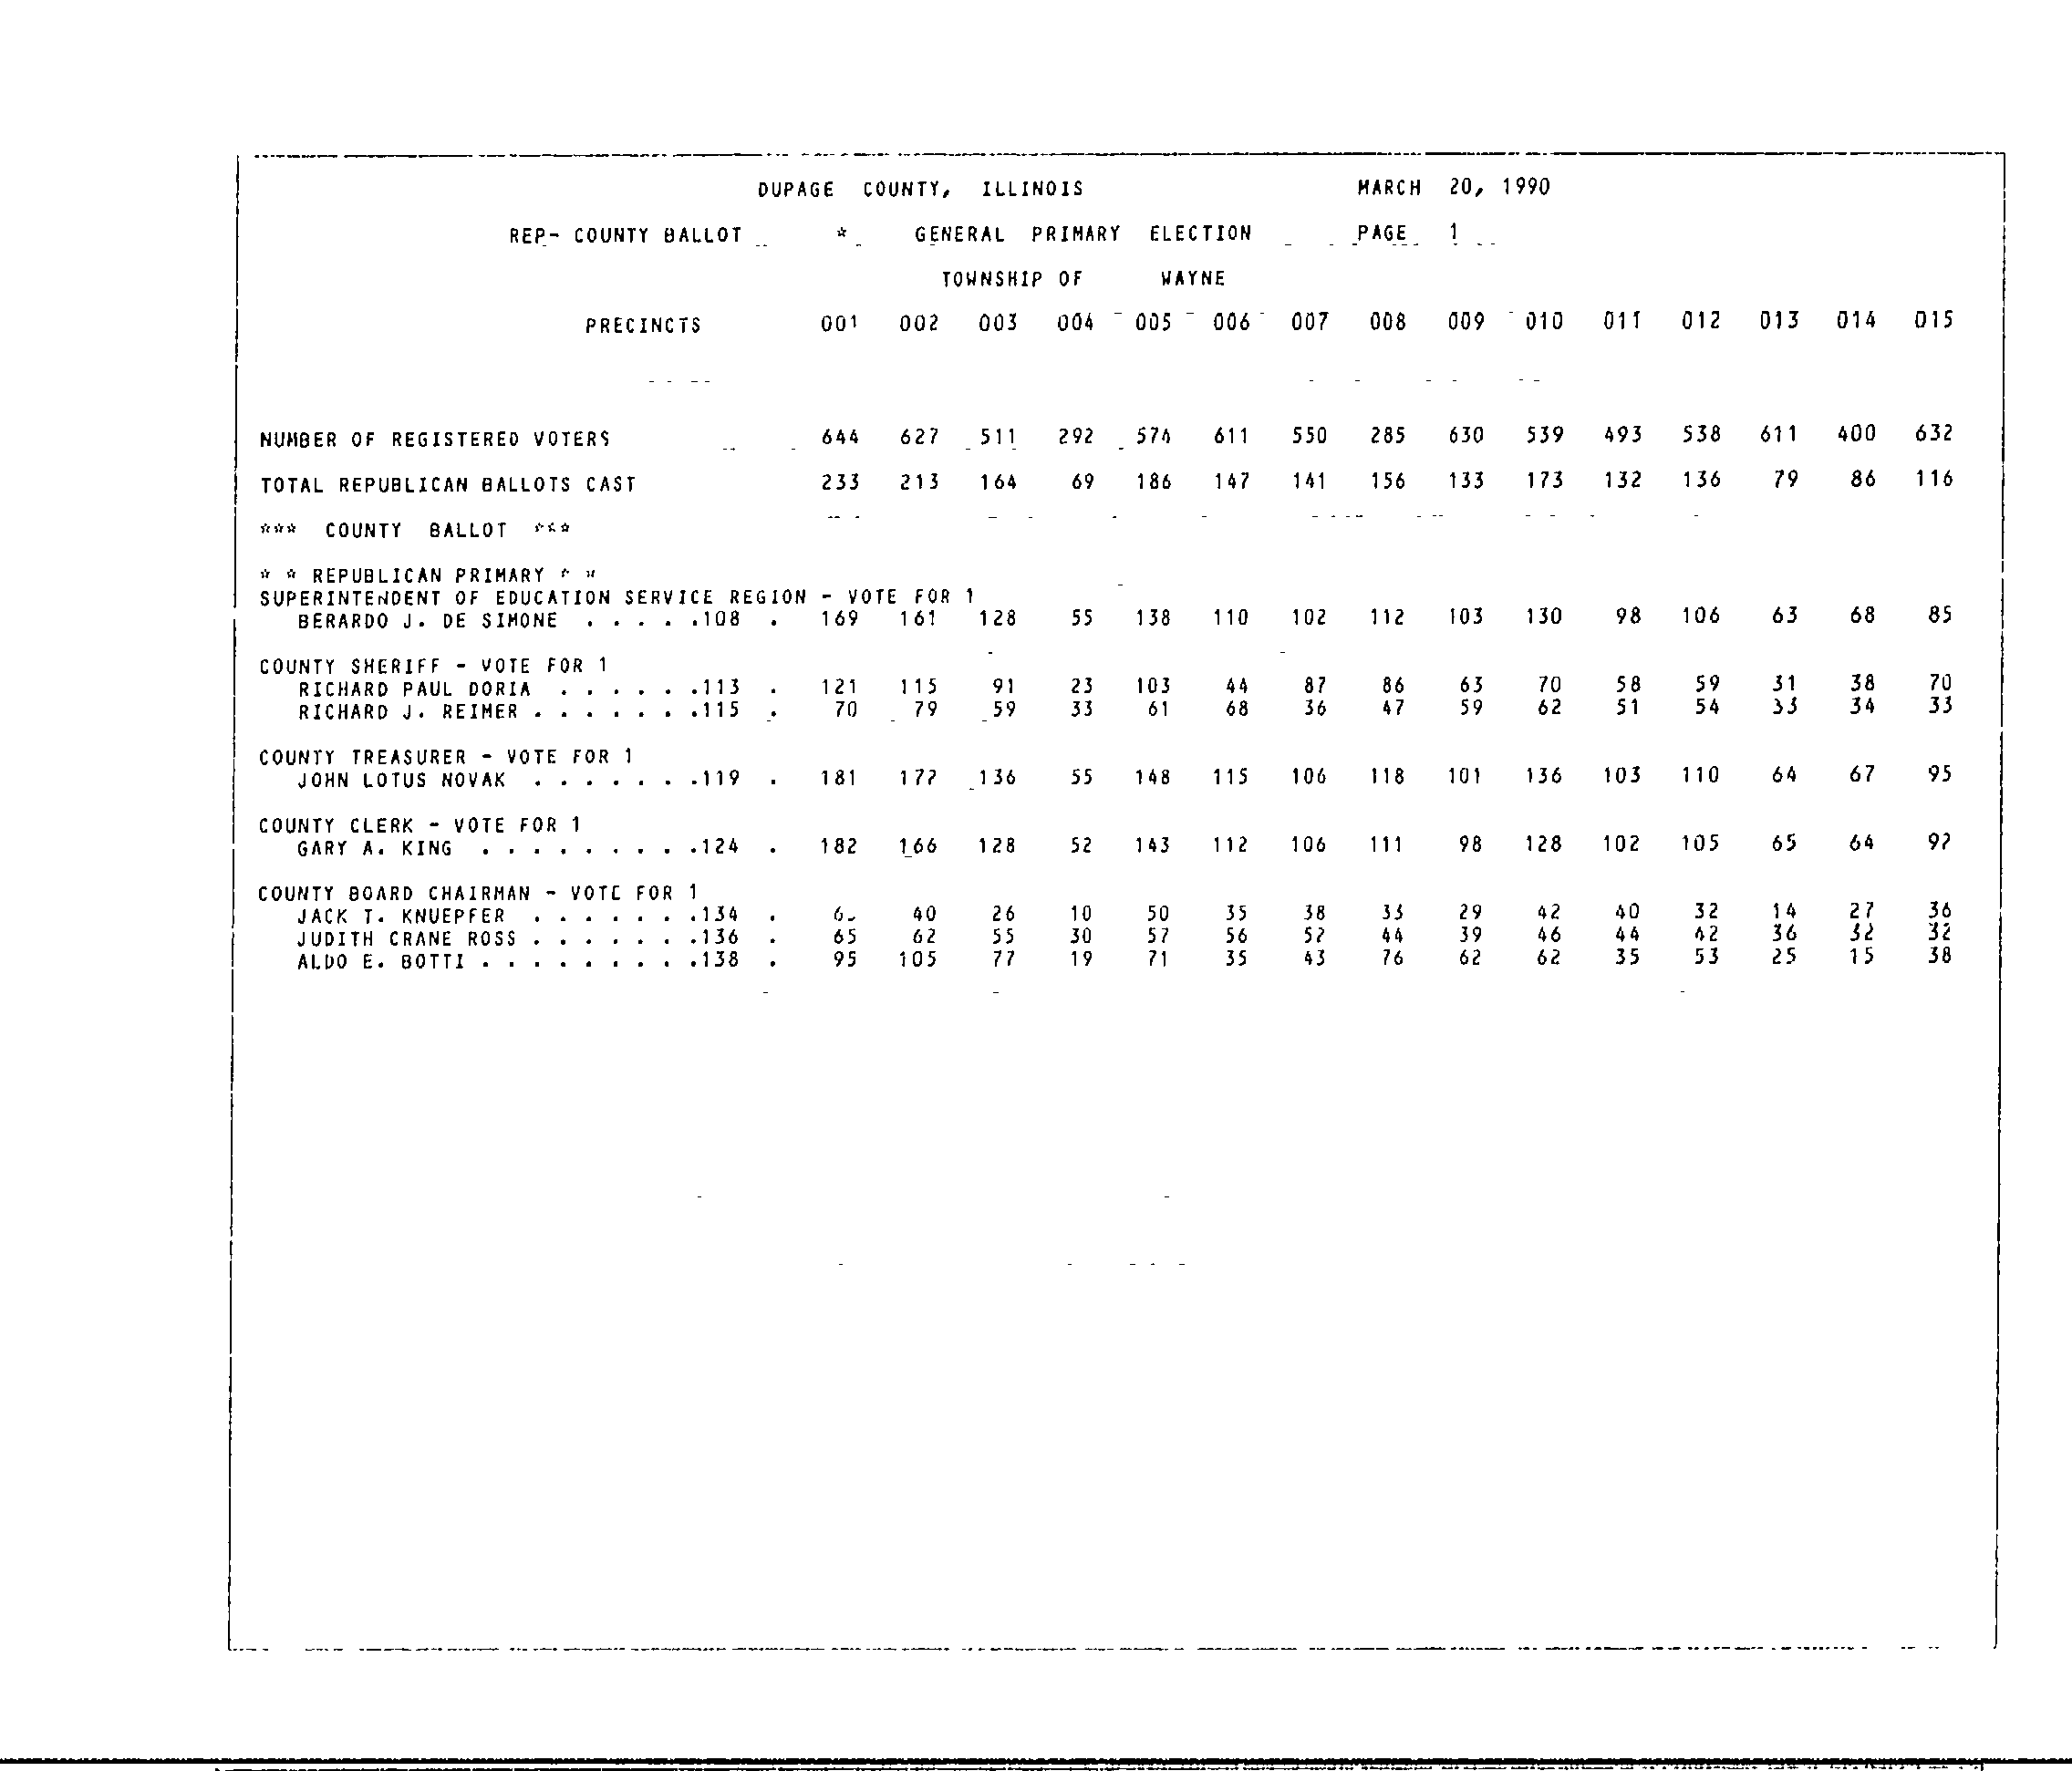 DUPAGE COUNTY, ILLINOIS MARCH 20, 1990
REP- COUNTY BALLOT * GENERAL PRIMARY ELECTION PAGE 1
TOWNSHIP OF WAYNE
PRECINCTS 001 002 003 004 005 006 007 008 009 010 011 012 013 014 015
NUMBER OF REGISTERED VOTERS 644 627 511 292 574 611 550 285 630 539 493 538 611 400 632
TOTAL REPUBLICAN BALLOTS CAST 233 213 164 69 186 147 141 156 133 173 132 136 79 86 116
*** COUNTY BALLOT ***
* * REPUBLICAN PRIMARY * *
SUPERINTENDENT OF EDUCATION SERVICE REGION - VOTE FOR 1
BERARDO J. DE SIMONE . . . . .108 . 169 161 128 55 138 110 102 112 103 130 98 106 63 68 85
COUNTY SHERIFF - VOTE FOR 1
RICHARD PAUL DORIA . . . . . .113 . 121 115 91 23 103 44 87 86 63 70 58 59 31 38 70
RICHARD J. REIMER . . . . . . .115 . 70 79 59 33 61 68 36 47 59 62 51 54 33 34 33
COUNTY TREASURER - VOTE FOR 1
JOHN LOTUS NOVAK . . . . . . .119 . 181 172 136 55 148 115 106 118 101 136 103 110 64 67 95
COUNTY CLERK - VOTE FOR 1
GARY A. KING . . . . . . . . .124 . 182 166 128 52 143 112 106 111 98 128 102 105 65 64 92
COUNTY BOARD CHAIRMAN - VOTE FOR 1
JACK T. KNUEPFER . . . . . . .134 . 40 26 10 50 35 38 33 29 42 40 32 14 27 36
JUDITH CRANE ROSS . . . . . . .136 . 65 62 55 30 57 56 52 44 39 46 44 42 36 32 32
ALDO E. BOTTI . . . . . . . . .138 . 95 105 77 19 71 35 43 76 62 62 35 53 25 15 38